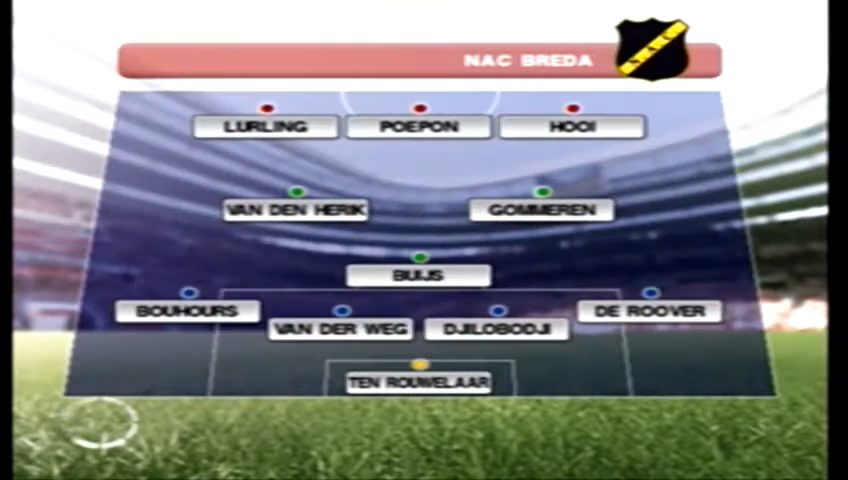 NAC BREDA
NAC
LURLING
POEPON
HOOI
VAN DEN HERIK
GOMMEREN
BUIJS
BOUHOURS
DE ROOVER
VAN DER WEG
DJILOBODJI
TEN ROUWELAAR